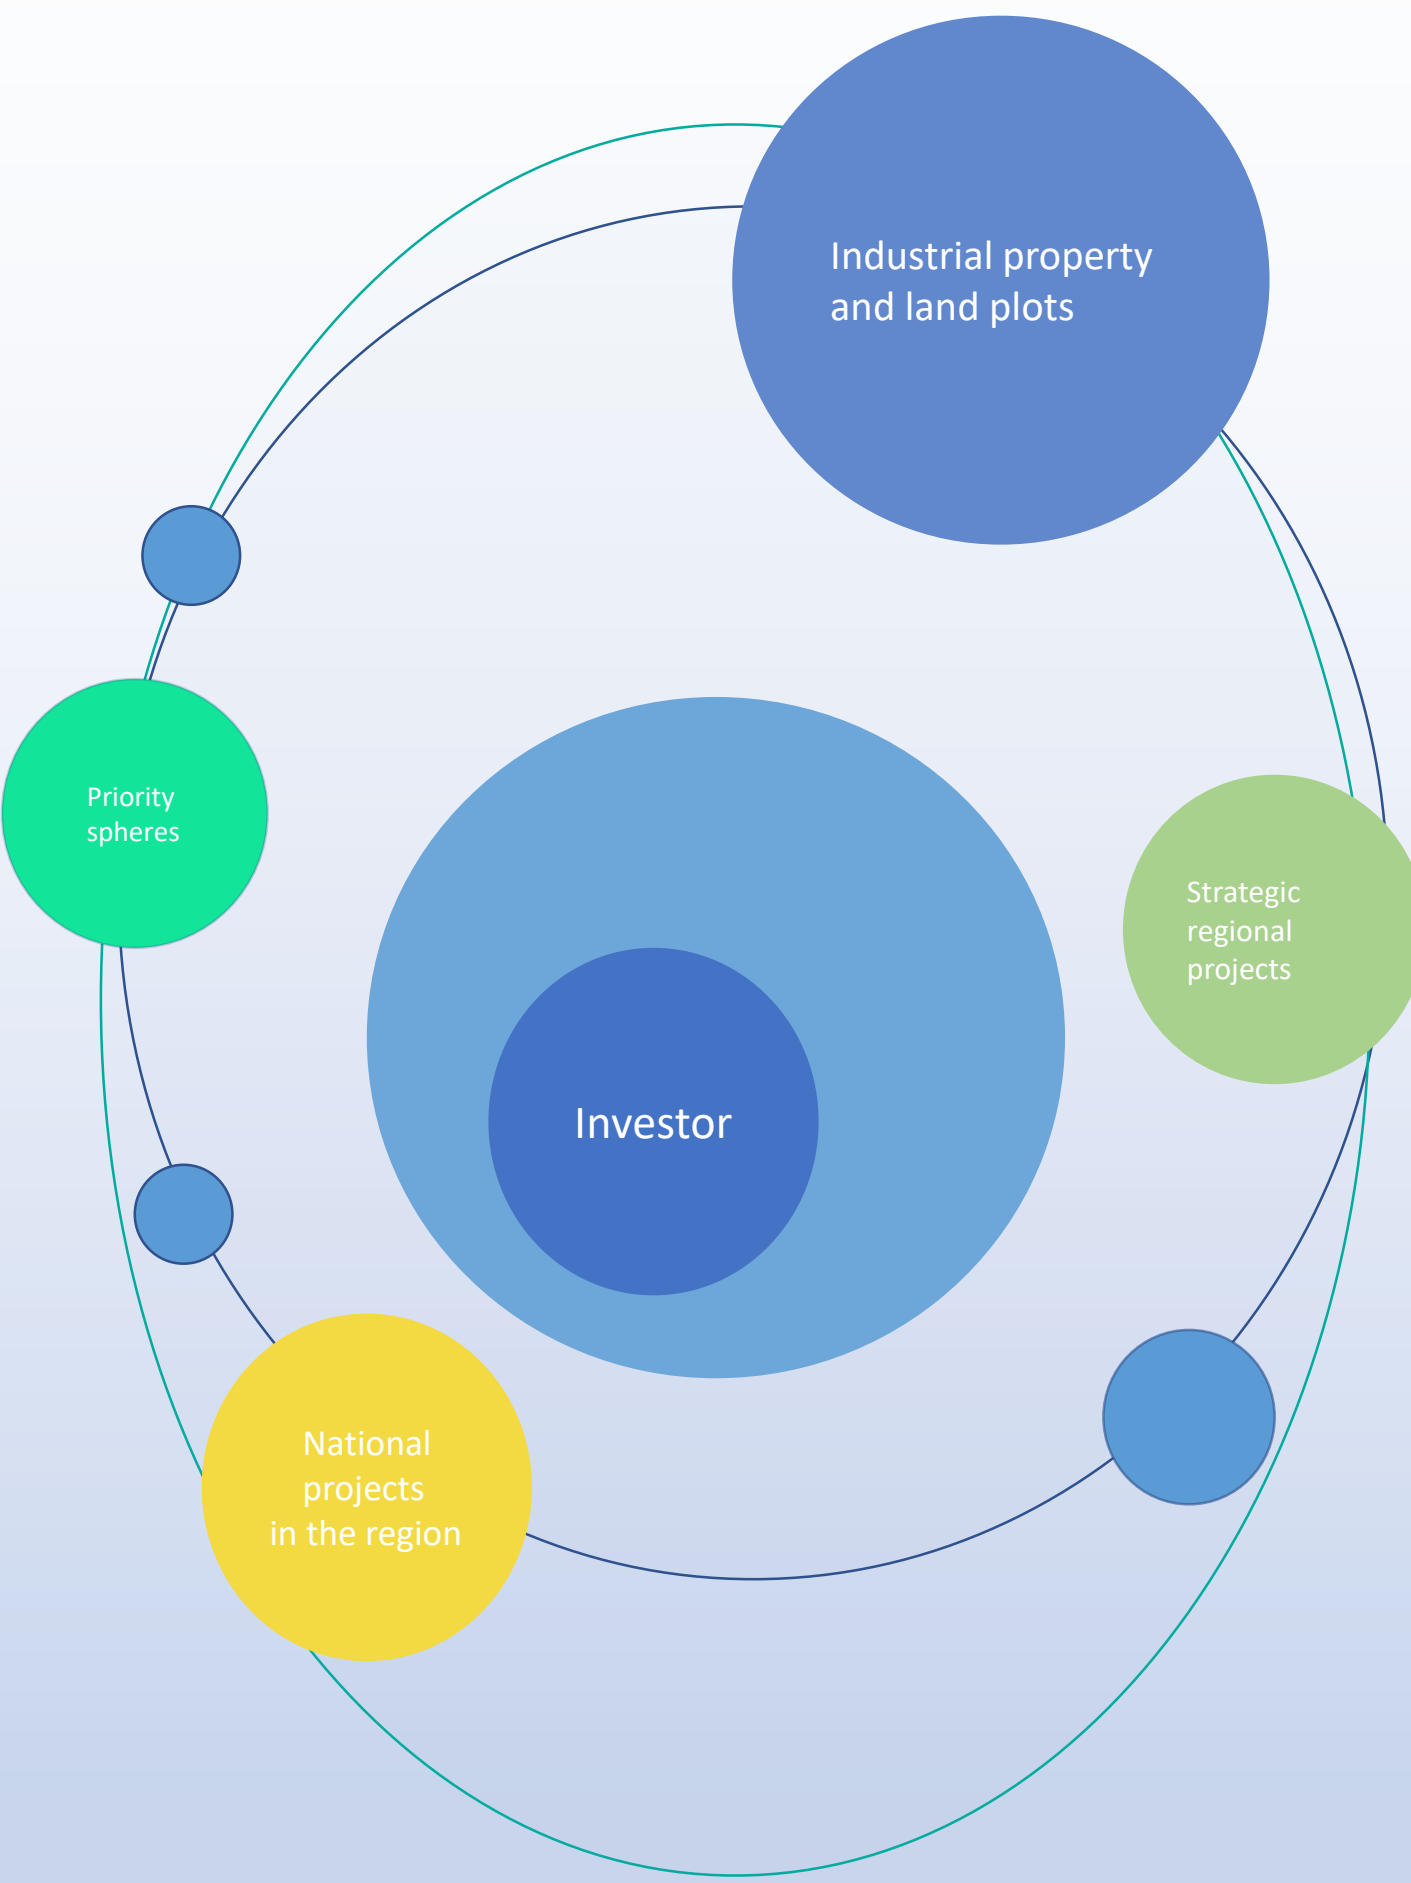 Industrial property
and land plots
Priority
spheres
Strategic
regional
projects
Investor
National
projects
in the region